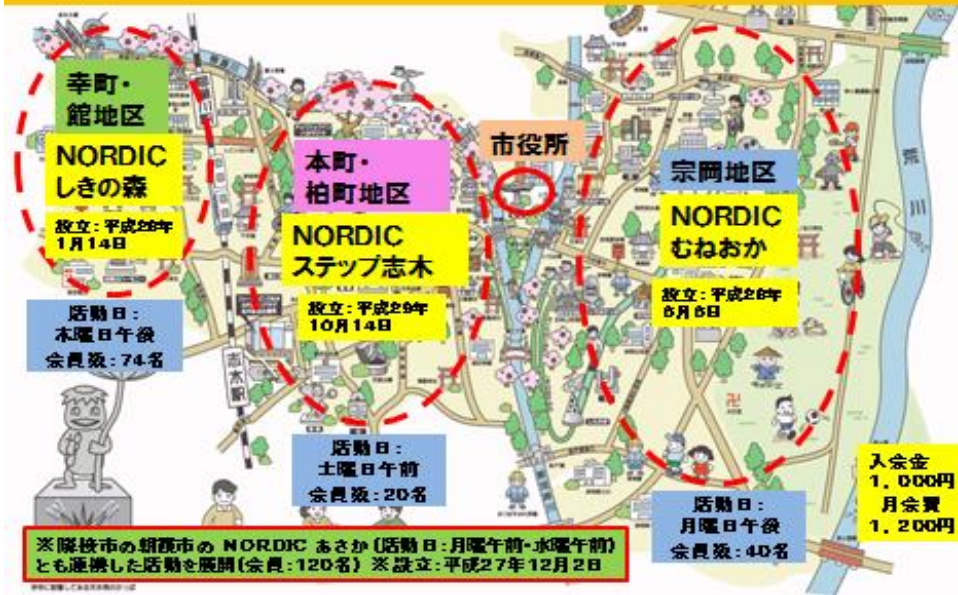 幸町・
館地区
NORDIC
しきの森
設立:平成28年
1月14日
活動日:
木曜日午後
会員数:74名
本町・
柏町地区
NORDIC
ステップ志木
設立:平成29年
10月14日
活動日:
土曜日午前
会員数:20名
市役所
宗岡地区
NORDIC
むねおか
設立:平成28年
6月6日
活動日:
月曜日午後
会員数:40名
入会金
1,000円
月会費
1,200円
志木駅
荒川
※隣接市の朝霞市の NORDIC あさか(活動日:月曜午前・水曜午前)
とも連携した活動を展開(会員:120名) ※設立:平成27年12月2日